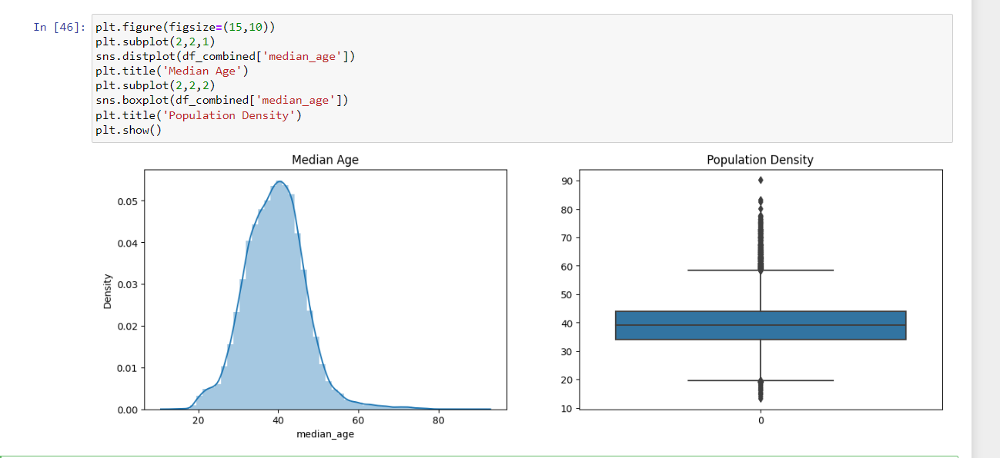 In [46]:
plt.figure(figsize=(15,10))
plt.subplot(2,2,1)
sns.distplot(df_combined['median_age'])
plt.title('Median Age')
plt.subplot(2,2,2)
sns.boxplot(df_combined['median_age'])
plt.title('Population Density')
plt.show()
Median Age
0.05
0.04
0.03
0.02
0.01
0.00
Density
20 40 60 80
median_age
Population Density
90
80
70
60
50
40
30
20
10
0